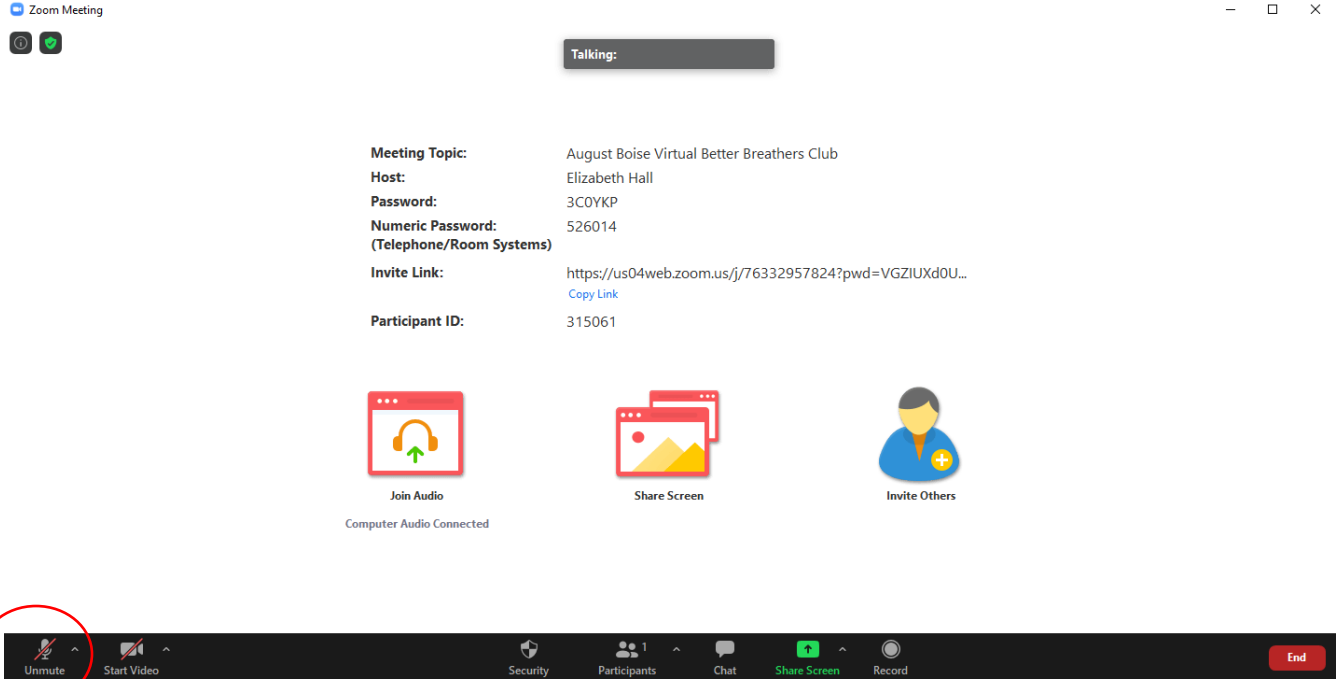 Zoom Meeting
Talking:
Meeting Topic: August Boise Virtual Better Breathers Club
Host: Elizabeth Hall
Password: 3C0YKP
Numeric Password: 526014
(Telephone/Room Systems)
Invite Link: https://us04web.zoom.us/j/76332957824?pwd=VGZIUXd0U...
Copy Link
Participant ID: 315061
Join Audio Share Screen Invite Others
Computer Audio Connected
1
Unmute Start Video Security Participants Chat Share Screen Record End